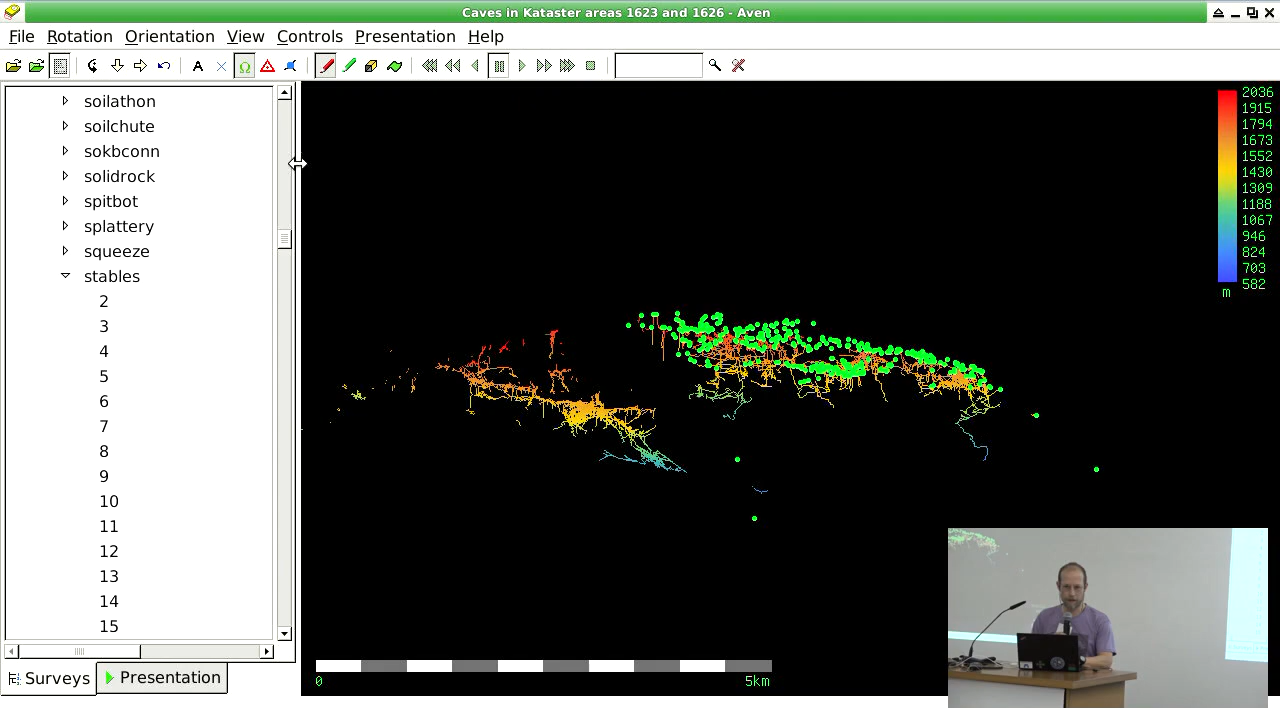 Caves in Kataster areas 1623 and 1626 - Aven
File Rotation Orientation View Controls Presentation Help
A
soilathon
soilchute
sokbconn
solidrock
spitbot
splattery
squeeze
stables
2
3
4
5
6
7
8
9
10
11
12
13
14
15
Surveys
Presentation
2036
1915
1794
1673
1552
1430
1309
1188
1067
946
824
703
582
m
0
5km